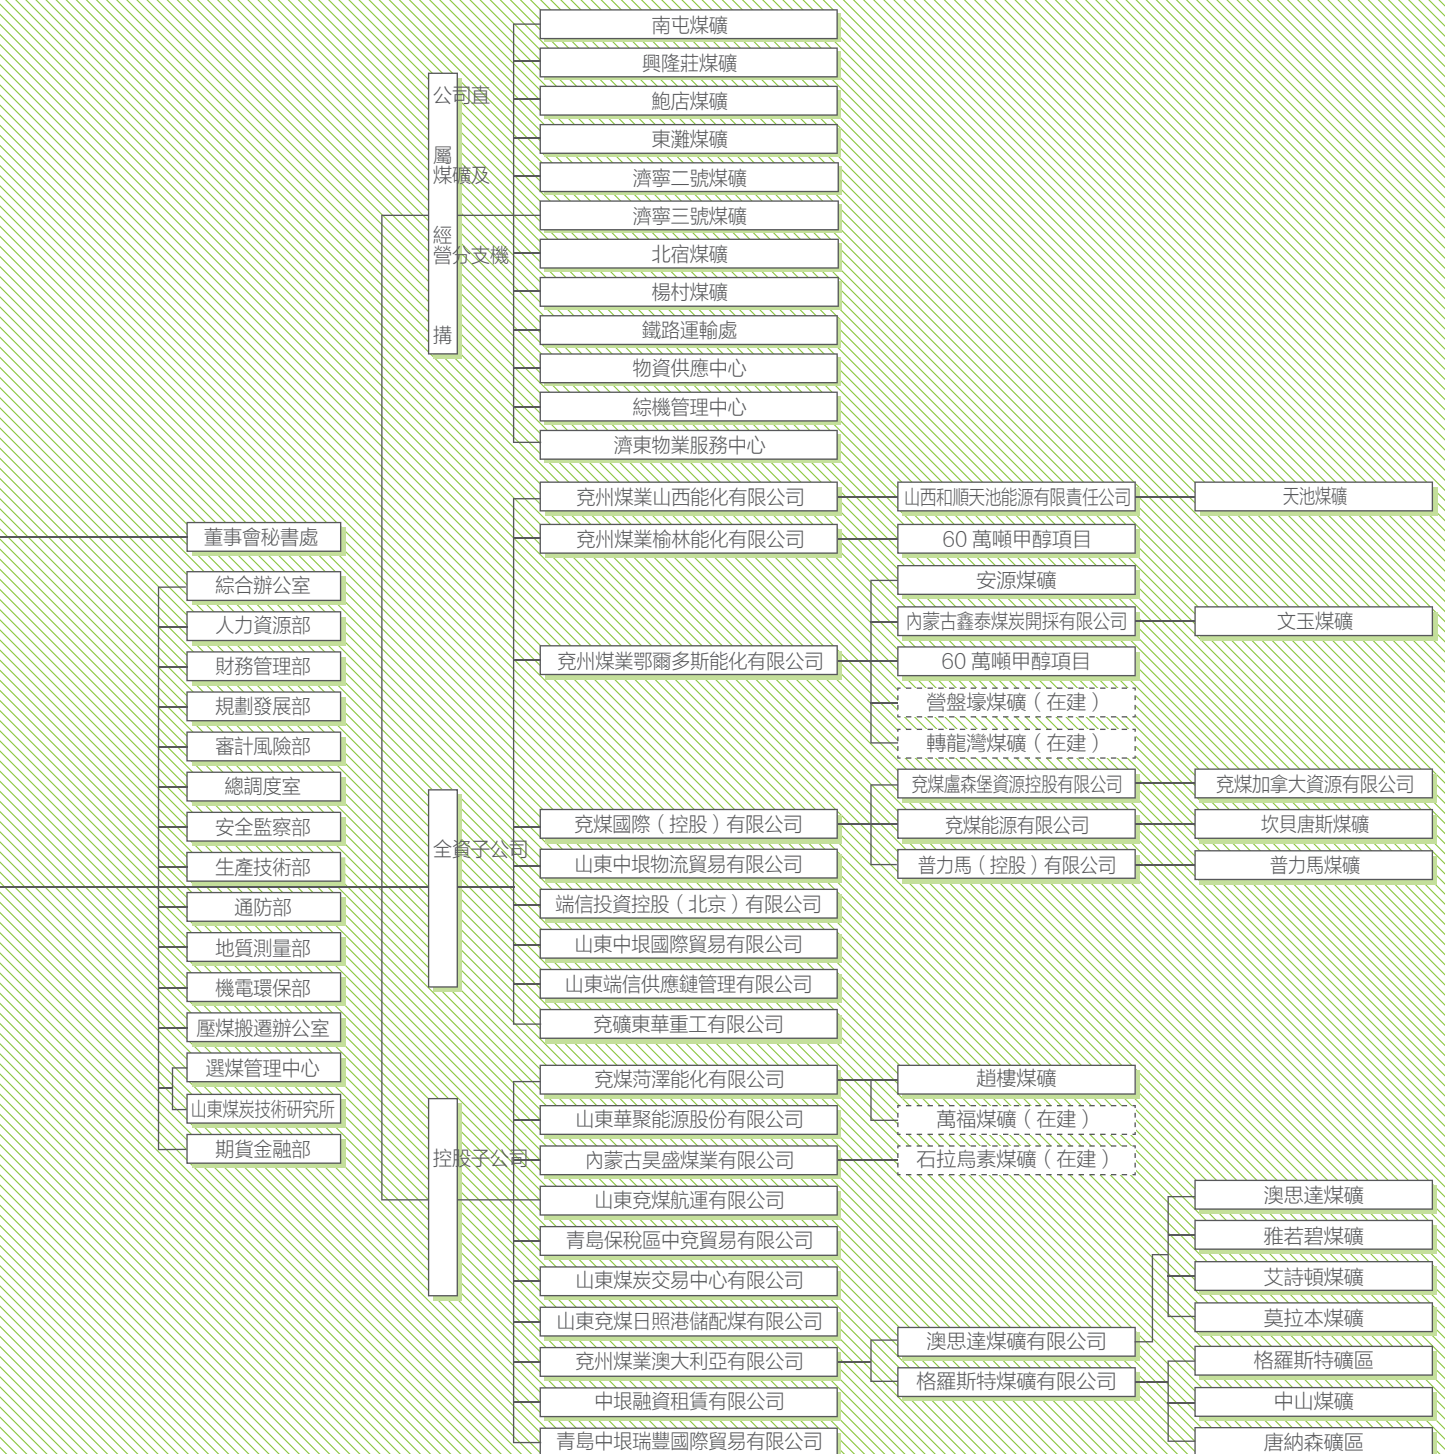 董事會秘書處
綜合辦公室
人力資源部
財務管理部
規劃發展部
審計風險部
總調度室
安全監察部
生產技術部
通防部
地質測量部
機電環保部
壓煤搬遷辦公室
選煤管理中心
山東煤炭技術研究所
期貨金融部
公司直
屬
煤礦及
經
營分支機
搆
南屯煤礦
興隆莊煤礦
鮑店煤礦
東灘煤礦
濟寧二號煤礦
濟寧三號煤礦
北宿煤礦
楊村煤礦
鐵路運輸處
物資供應中心
綜機管理中心
濟東物業服務中心
全資子公司
兗州煤業山西能化有限公司
山西和順天池能源有限責任公司
天池煤礦
兗州煤業榆林能化有限公司
60 萬噸甲醇項目
兗州煤業鄂爾多斯能化有限公司
安源煤礦
內蒙古鑫泰煤炭開採有限公司
文玉煤礦
60 萬噸甲醇項目
營盤壕煤礦（在建）
轉龍灣煤礦（在建）
兗煤國際（控股）有限公司
兗煤盧森堡資源控股有限公司
兗煤加拿大資源有限公司
兗煤能源有限公司
坎貝唐斯煤礦
普力馬（控股）有限公司
普力馬煤礦
山東中垠物流貿易有限公司
端信投資控股（北京）有限公司
山東中垠國際貿易有限公司
山東端信供應鏈管理有限公司
兗礦東華重工有限公司
控股子公司
兗煤菏澤能化有限公司
趙樓煤礦
萬福煤礦（在建）
山東華聚能源股份有限公司
內蒙古昊盛煤業有限公司
石拉烏素煤礦（在建）
山東兗煤航運有限公司
青島保稅區中兗貿易有限公司
山東煤炭交易中心有限公司
山東兗煤日照港儲配煤有限公司
兗州煤業澳大利亞有限公司
澳思達煤礦有限公司
澳思達煤礦
雅若碧煤礦
艾詩頓煤礦
莫拉本煤礦
格羅斯特煤礦有限公司
格羅斯特礦區
中山煤礦
唐納森礦區
中垠融資租賃有限公司
青島中垠瑞豐國際貿易有限公司